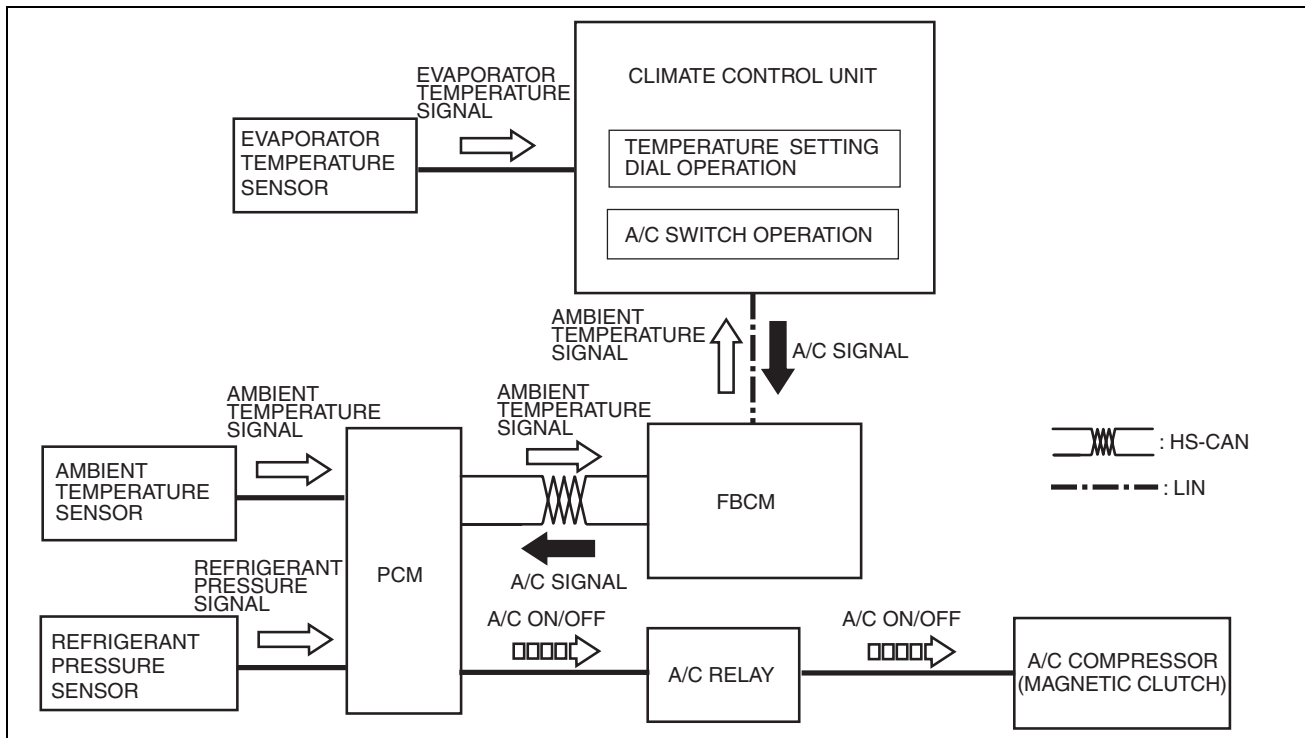 CLIMATE CONTROL UNIT
EVAPORATOR
TEMPERATURE
SIGNAL
EVAPORATOR
TEMPERATURE
SENSOR
TEMPERATURE SETTING
DIAL OPERATION
A/C SWITCH OPERATION
AMBIENT
TEMPERATURE
SIGNAL
A/C SIGNAL
AMBIENT
TEMPERATURE
SIGNAL
AMBIENT
TEMPERATURE
SIGNAL
AMBIENT
TEMPERATURE
SENSOR
PCM
FBCM
: HS-CAN
: LIN
A/C SIGNAL
REFRIGERANT
PRESSURE
SIGNAL
REFRIGERANT
PRESSURE
SENSOR
A/C ON/OFF
A/C RELAY
A/C ON/OFF
A/C COMPRESSOR
(MAGNETIC CLUTCH)